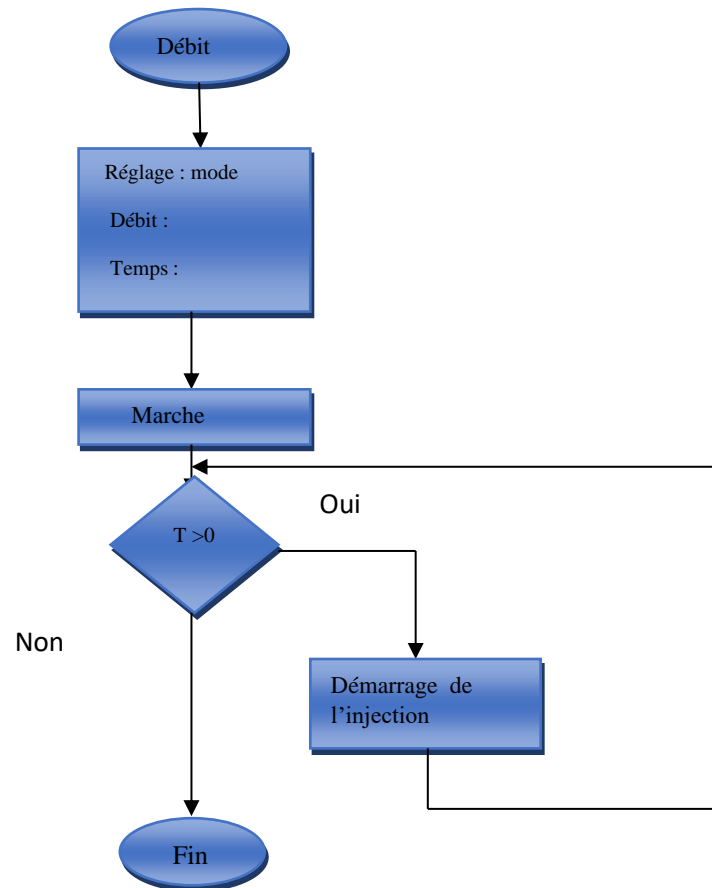 Débit
Réglage : mode
Débit :
Temps :
Marche
Oui
T >0
Non
Démarrage de
l’injection
Fin